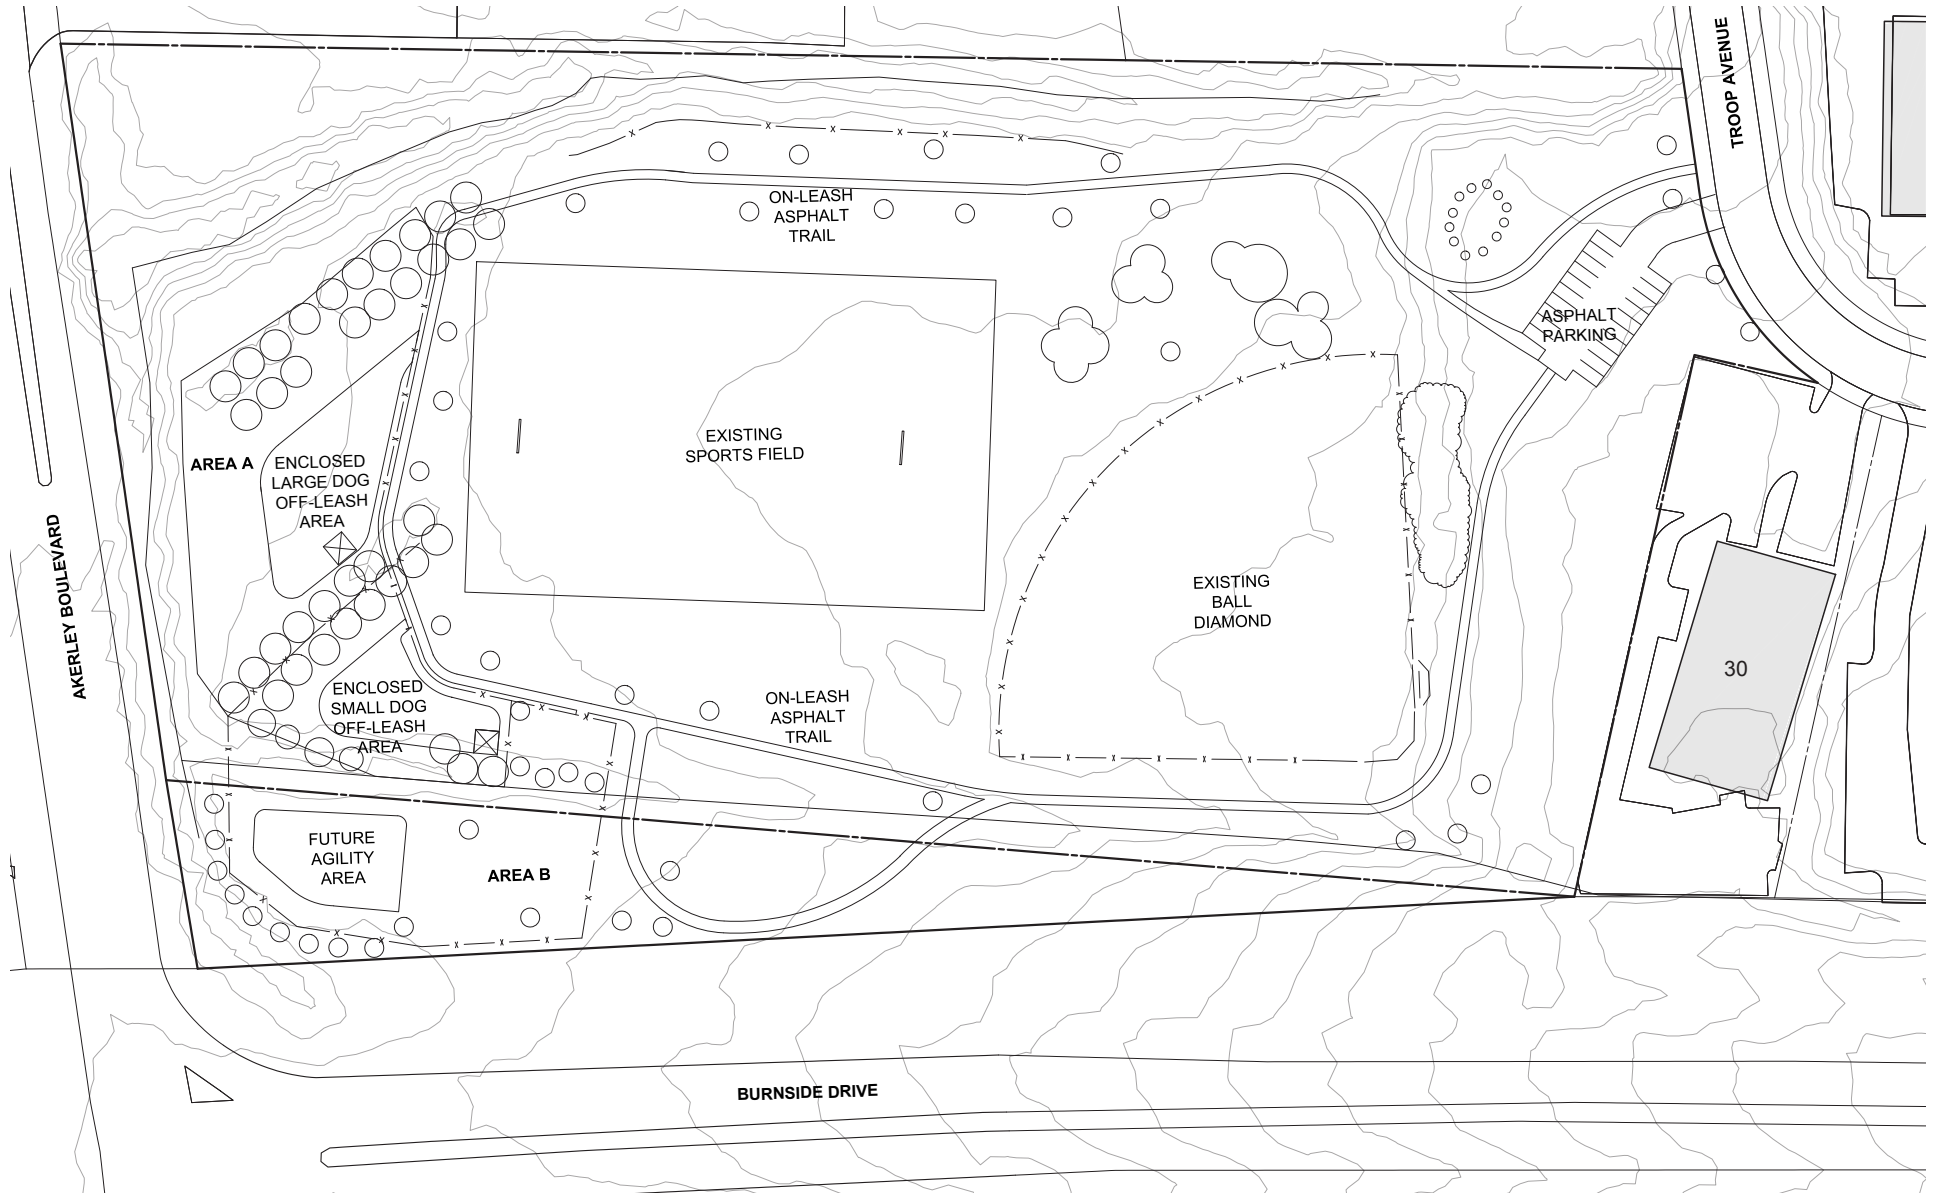 TROOP AVENUE
ON-LEASH
ASPHALT
TRAIL
ASPHALT
PARKING
EXISTING
SPORTS FIELD
AREA A
ENCLOSED
LARGE DOG
OFF-LEASH
AREA
AKERLEY BOULEVARD
EXISTING
BALL
DIAMOND
30
ENCLOSED
SMALL DOG
OFF-LEASH
AREA
ON-LEASH
ASPHALT
TRAIL
FUTURE
AGILITY
AREA
AREA B
BURNSIDE DRIVE